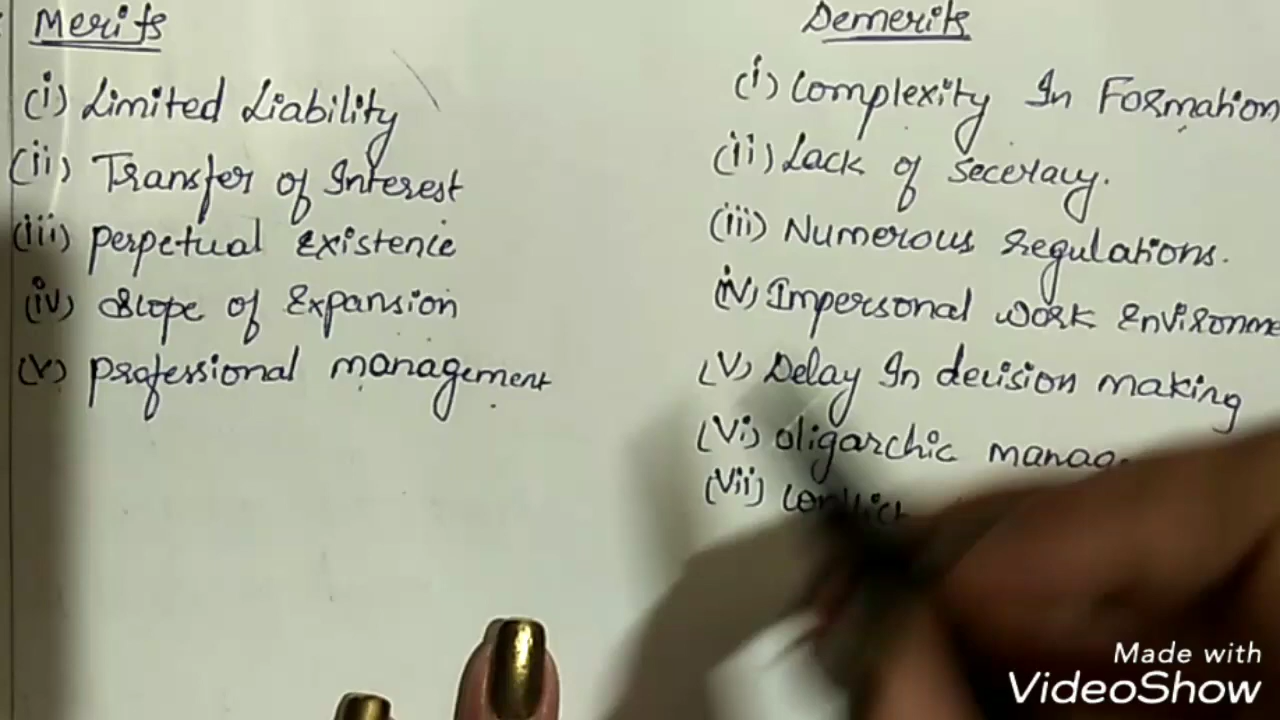 Merits
(i) Limited Liability
(ii) Transfer of Interest
(iii) perpetual existence
(iv) Scope of Expansion
(v) professional management
Demerits
(i) Complexity In Formation
(ii) Lack of Seceracy.
(iii) Numerous regulations.
(iv) Impersonal work Environme
(v) Delay In decision making
(vi) oligarchic manag
(vii) conflict
Made with
VideoShow